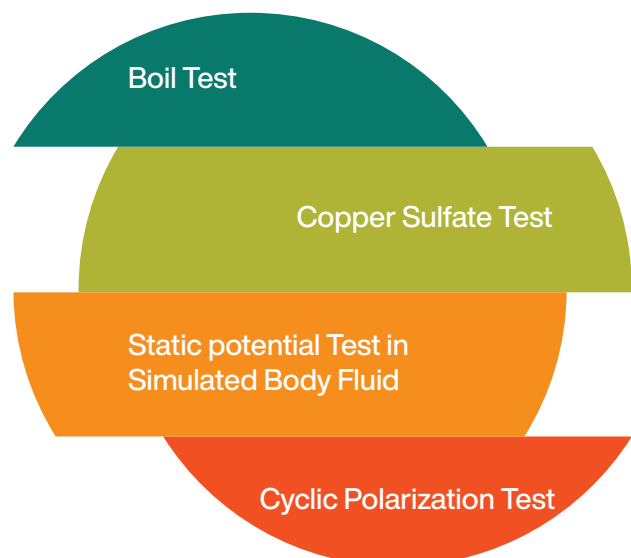 Boil Test
Copper Sulfate Test
Static potential Test in
Simulated Body Fluid
Cyclic Polarization Test